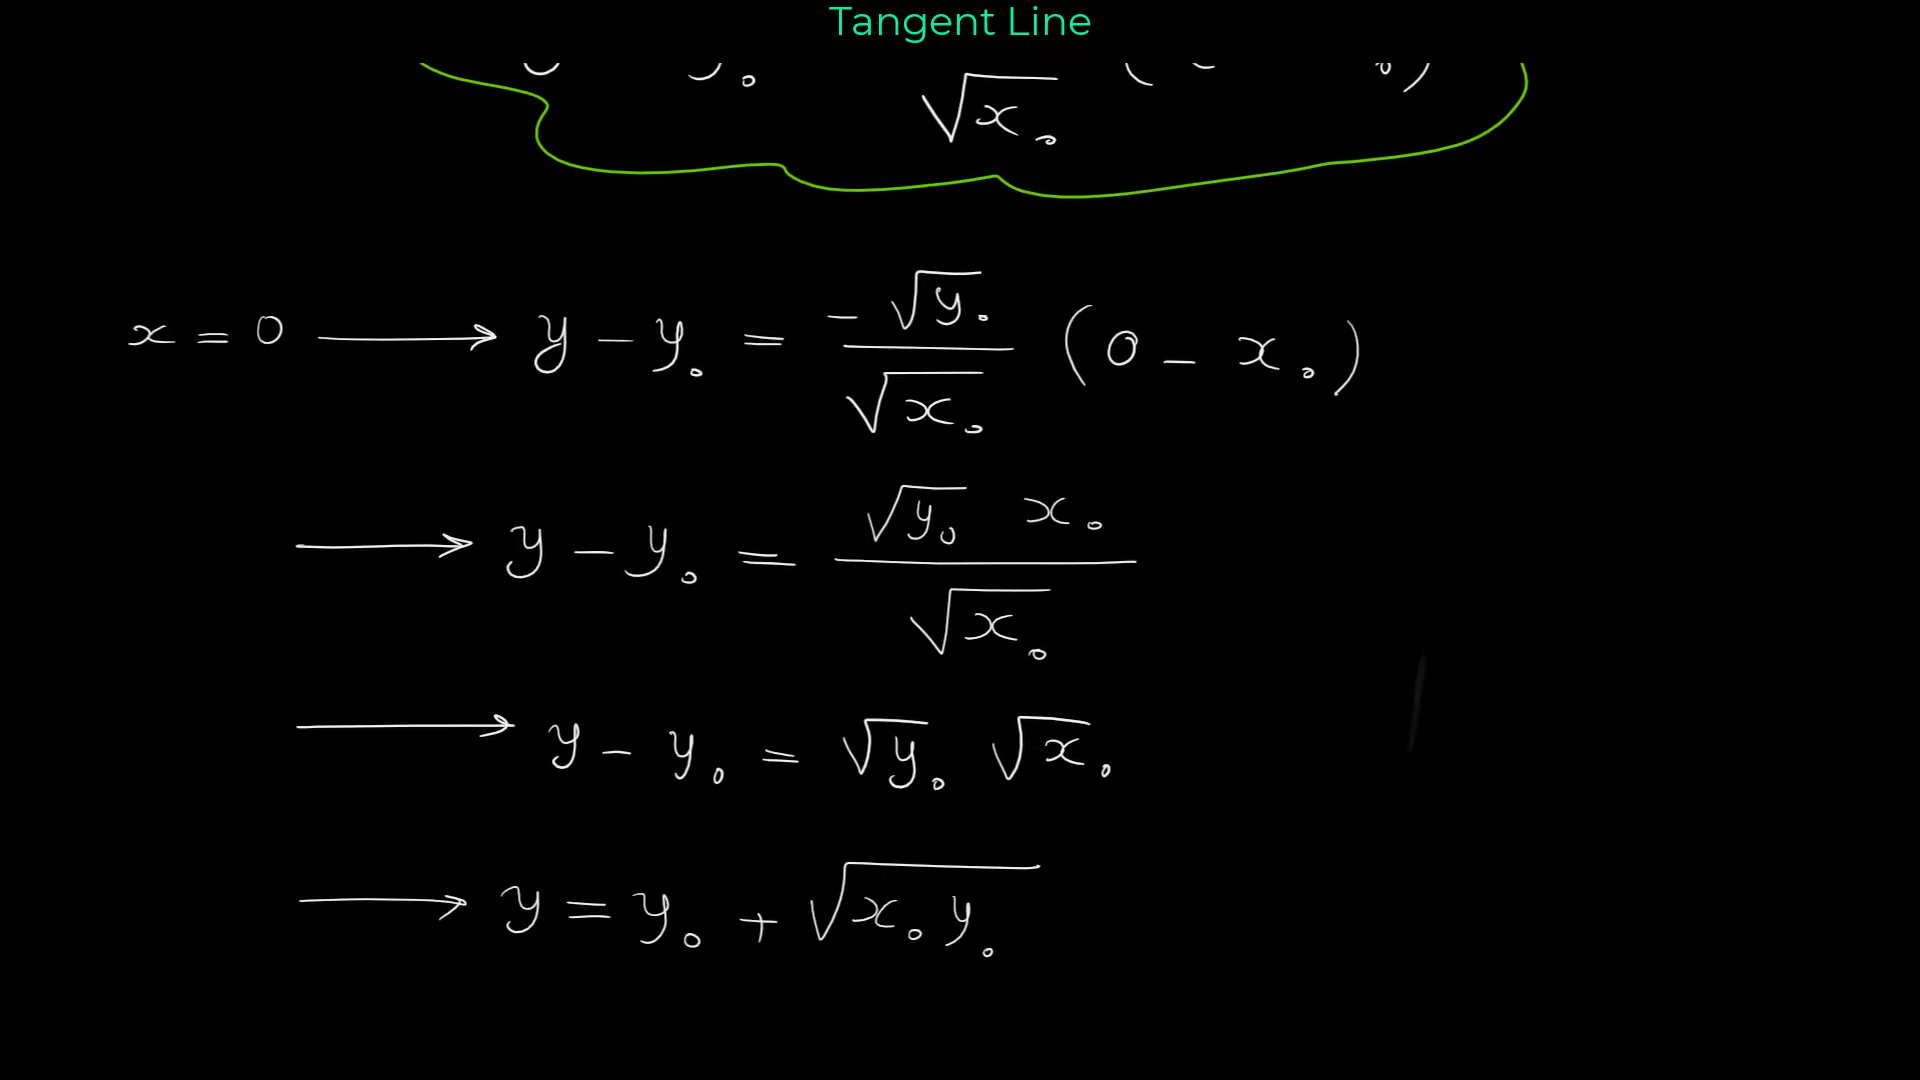 Tangent Line
√x₀
x = 0 ⟶ y − y₀ = −√y₀ / √x₀ (0 − x₀)
⟶ y − y₀ = √y₀ x₀ / √x₀
⟶ y − y₀ = √y₀ √x₀
⟶ y = y₀ + √x₀y₀